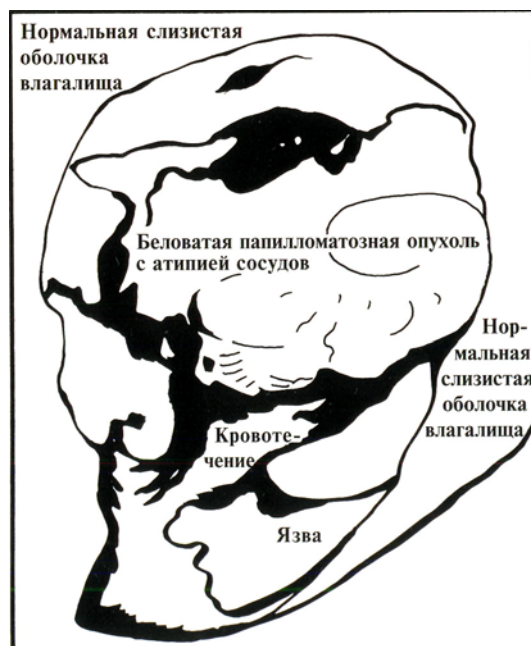 Нормальная слизистая
оболочка
влагалища
Беловатая папилломатозная опухоль
с атипией сосудов
Нор-
мальная
слизистая
оболочка
влагалища
Кровоте-
чение
Язва